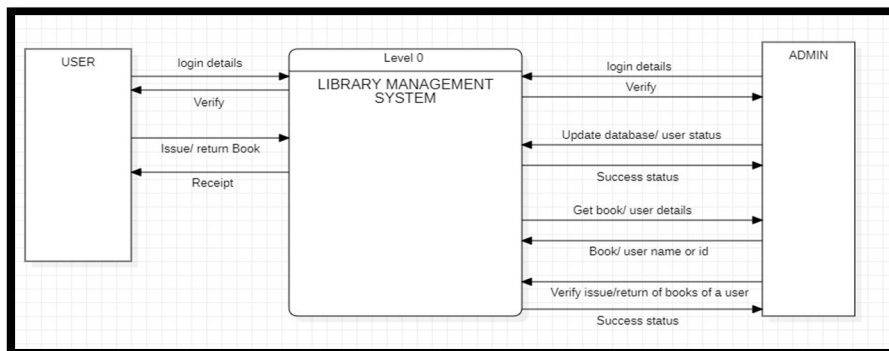 USER
login details
Verify
Issue/ return Book
Receipt
Level 0
LIBRARY MANAGEMENT
SYSTEM
ADMIN
login details
Verify
Update database/ user status
Success status
Get book/ user details
Book/ user name or id
Verify issue/return of books of a user
Success status